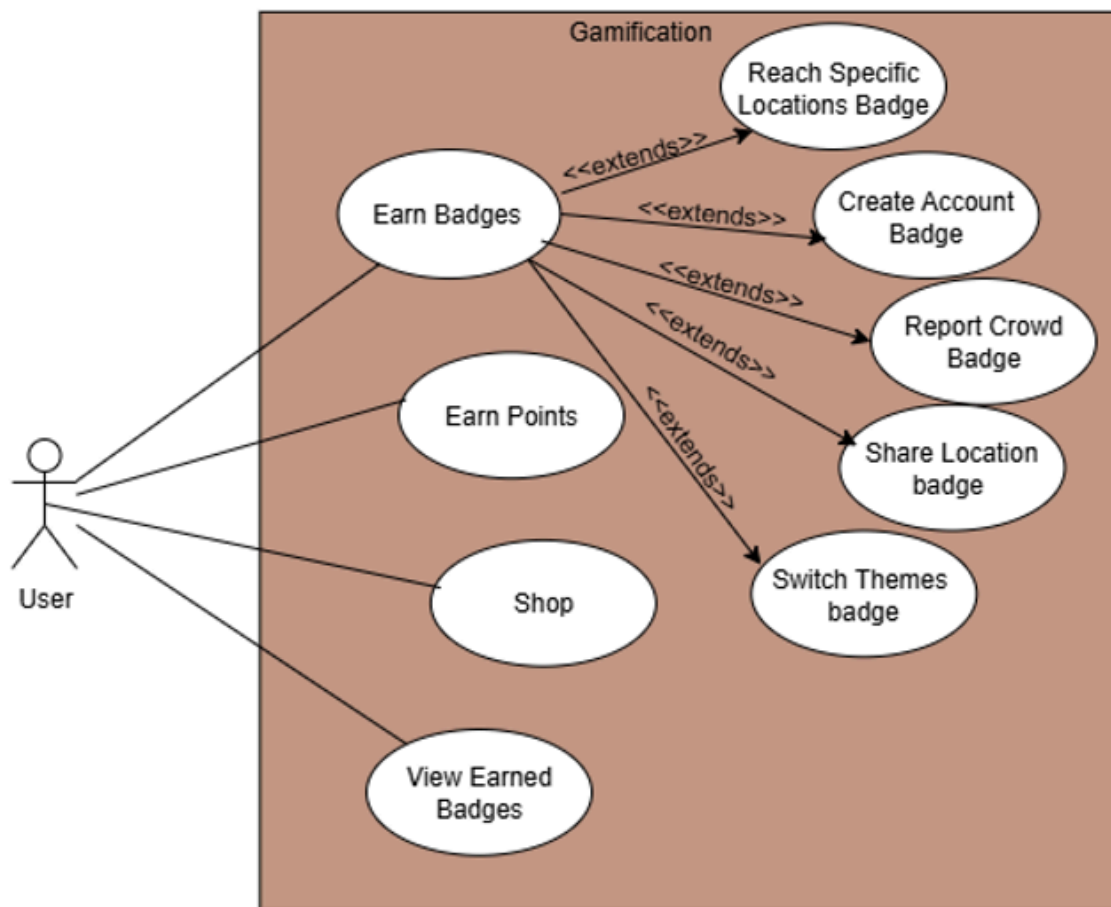 Gamification
Reach Specific
Locations Badge
<<extends>>
Earn Badges
<<extends>>
Create Account
Badge
<<extends>>
Report Crowd
Badge
<<extends>>
Earn Points
<<extends>>
Share Location
badge
User
Shop
Switch Themes
badge
View Earned
Badges